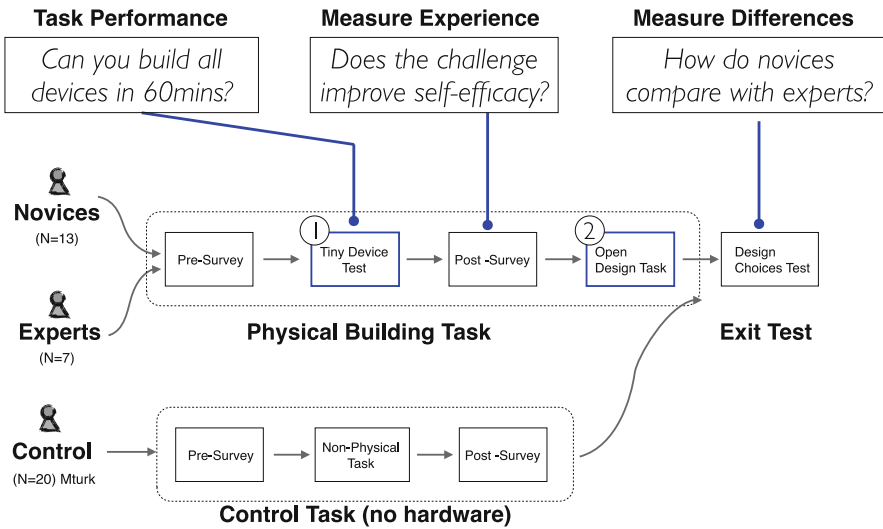 Task Performance
Measure Experience
Measure Differences
Can you build all
devices in 60mins?
Does the challenge
improve self-efficacy?
How do novices
compare with experts?
Novices
(N=13)
Experts
(N=7)
Pre-Survey
1
Tiny Device
Test
Post -Survey
2
Open
Design Task
Design
Choices Test
Physical Building Task
Exit Test
Control
(N=20) Mturk
Pre-Survey
Non-Physical
Task
Post -Survey
Control Task (no hardware)